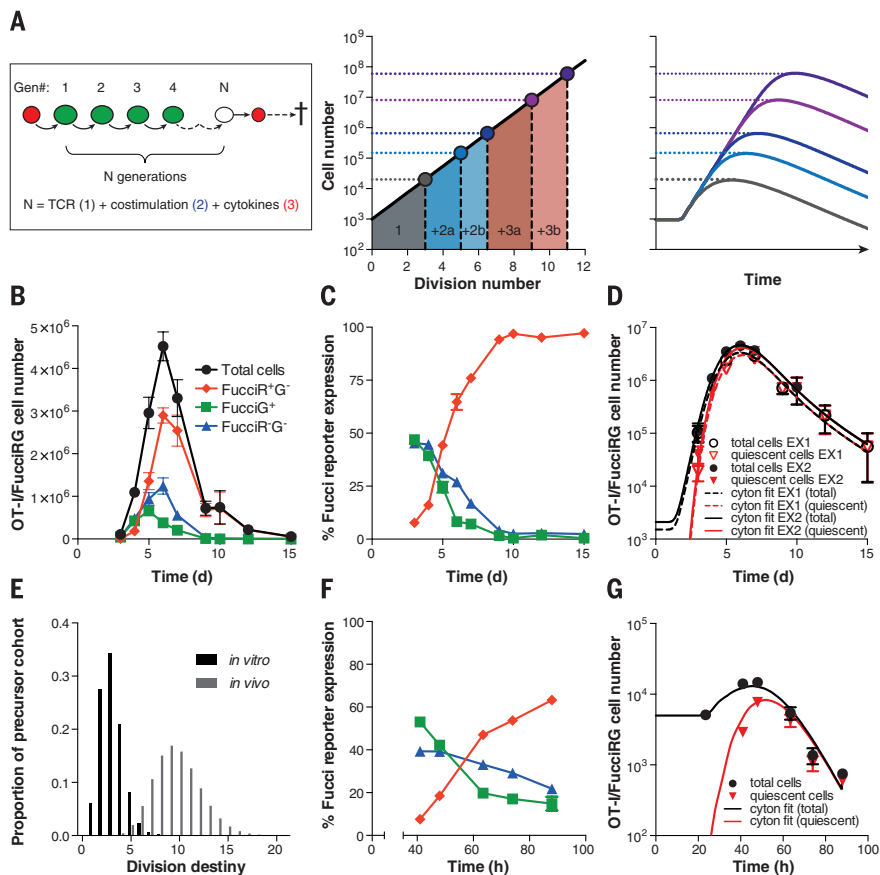 A
Gen#: 1 2 3 4 N
†
N generations
N = TCR (1) + costimulation (2) + cytokines (3)
Cell number
10⁹
10⁸
10⁷
10⁶
10⁵
10⁴
10³
10²
1 +2a +2b +3a +3b
0 2 4 6 8 10 12
Division number
Time
B
OT-I/FucciRG cell number
5×10⁶
4×10⁶
3×10⁶
2×10⁶
1×10⁶
0
Total cells
FucciR⁺G⁻
FucciG⁺
FucciR⁻G⁻
0 5 10 15
Time (d)
C
% Fucci reporter expression
100
75
50
25
0
0 5 10 15
Time (d)
D
OT-I/FucciRG cell number
10⁷
10⁶
10⁵
10⁴
10³
total cells EX1
quiescent cells EX1
total cells EX2
quiescent cells EX2
cyton fit EX1 (total)
cyton fit EX1 (quiescent)
cyton fit EX2 (total)
cyton fit EX2 (quiescent)
0 5 10 15
Time (d)
E
Proportion of precursor cohort
0.4
0.3
0.2
0.1
0.0
in vitro
in vivo
0 5 10 15 20
Division destiny
F
% Fucci reporter expression
100
80
60
40
20
0
0 40 60 80 100
Time (h)
G
OT-I/FucciRG cell number
10⁵
10⁴
10³
10²
total cells
quiescent cells
cyton fit (total)
cyton fit (quiescent)
0 20 40 60 80 100
Time (h)